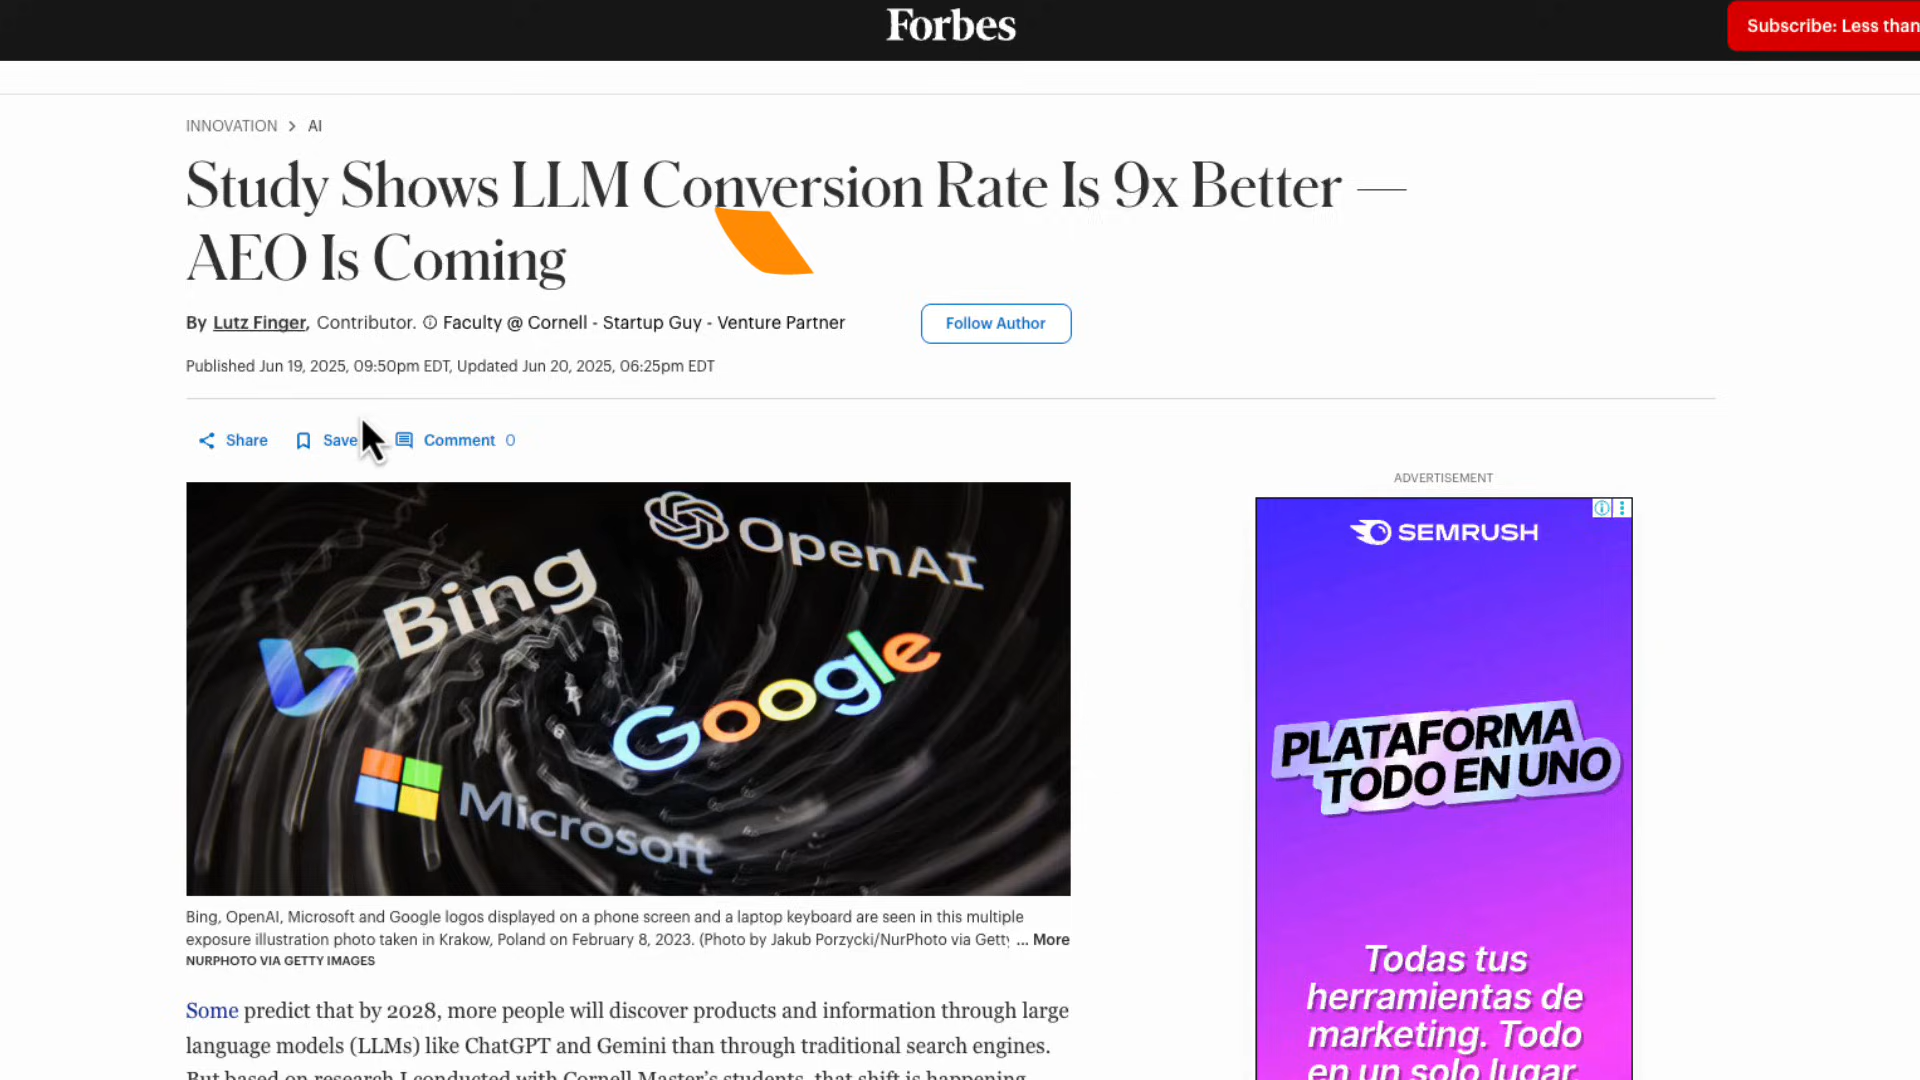 Forbes
Subscribe: Less than
INNOVATION > AI
Study Shows LLM Conversion Rate Is 9x Better —
AEO Is Coming
By Lutz Finger, Contributor. Faculty @ Cornell - Startup Guy - Venture Partner
Follow Author
Published Jun 19, 2025, 09:50pm EDT, Updated Jun 20, 2025, 06:25pm EDT
Share
Save
Comment 0
OpenAI
Bing
Google
Microsoft
Bing, OpenAI, Microsoft and Google logos displayed on a phone screen and a laptop keyboard are seen in this multiple
exposure illustration photo taken in Krakow, Poland on February 8, 2023. (Photo by Jakub Porzycki/NurPhoto via Getty ... More
NURPHOTO VIA GETTY IMAGES
Some predict that by 2028, more people will discover products and information through large
language models (LLMs) like ChatGPT and Gemini than through traditional search engines.
But based on research I conducted with Cornell Master's students, that shift is happening
ADVERTISEMENT
SEMRUSH
PLATAFORMA
TODO EN UNO
Todas tus
herramientas de
marketing. Todo
en un solo lugar.